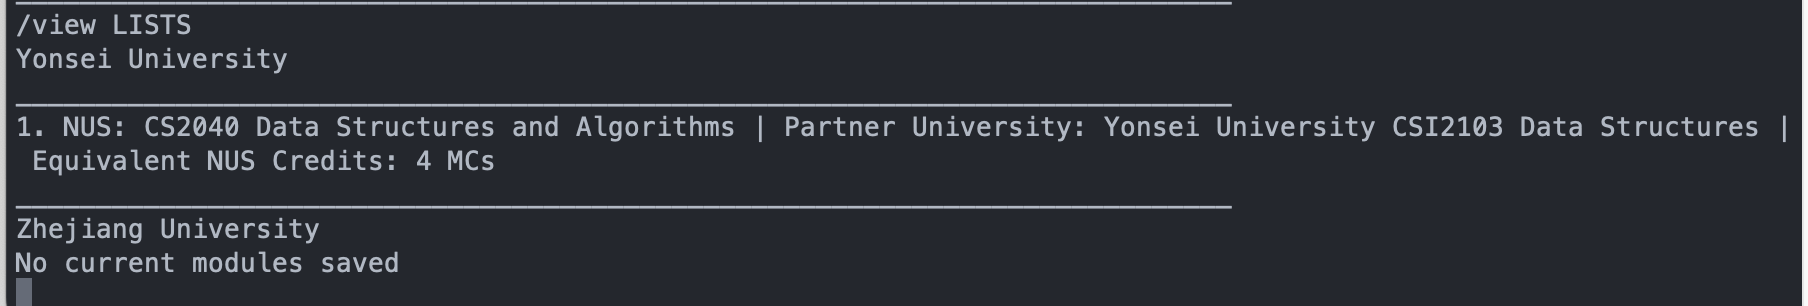 /view LISTS
Yonsei University
1. NUS: CS2040 Data Structures and Algorithms | Partner University: Yonsei University CSI2103 Data Structures |
Equivalent NUS Credits: 4 MCs
Zhejiang University
No current modules saved